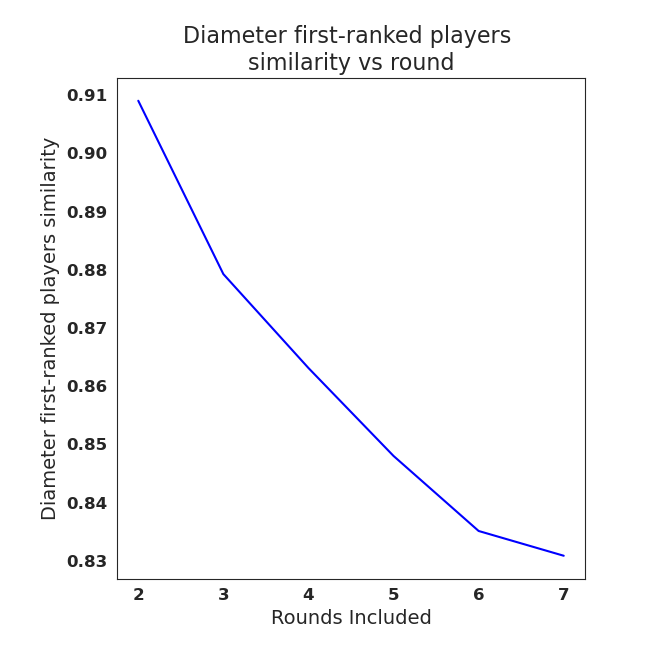 Diameter first-ranked players
similarity vs round
Diameter first-ranked players similarity
0.91
0.90
0.89
0.88
0.87
0.86
0.85
0.84
0.83
2 3 4 5 6 7
Rounds Included